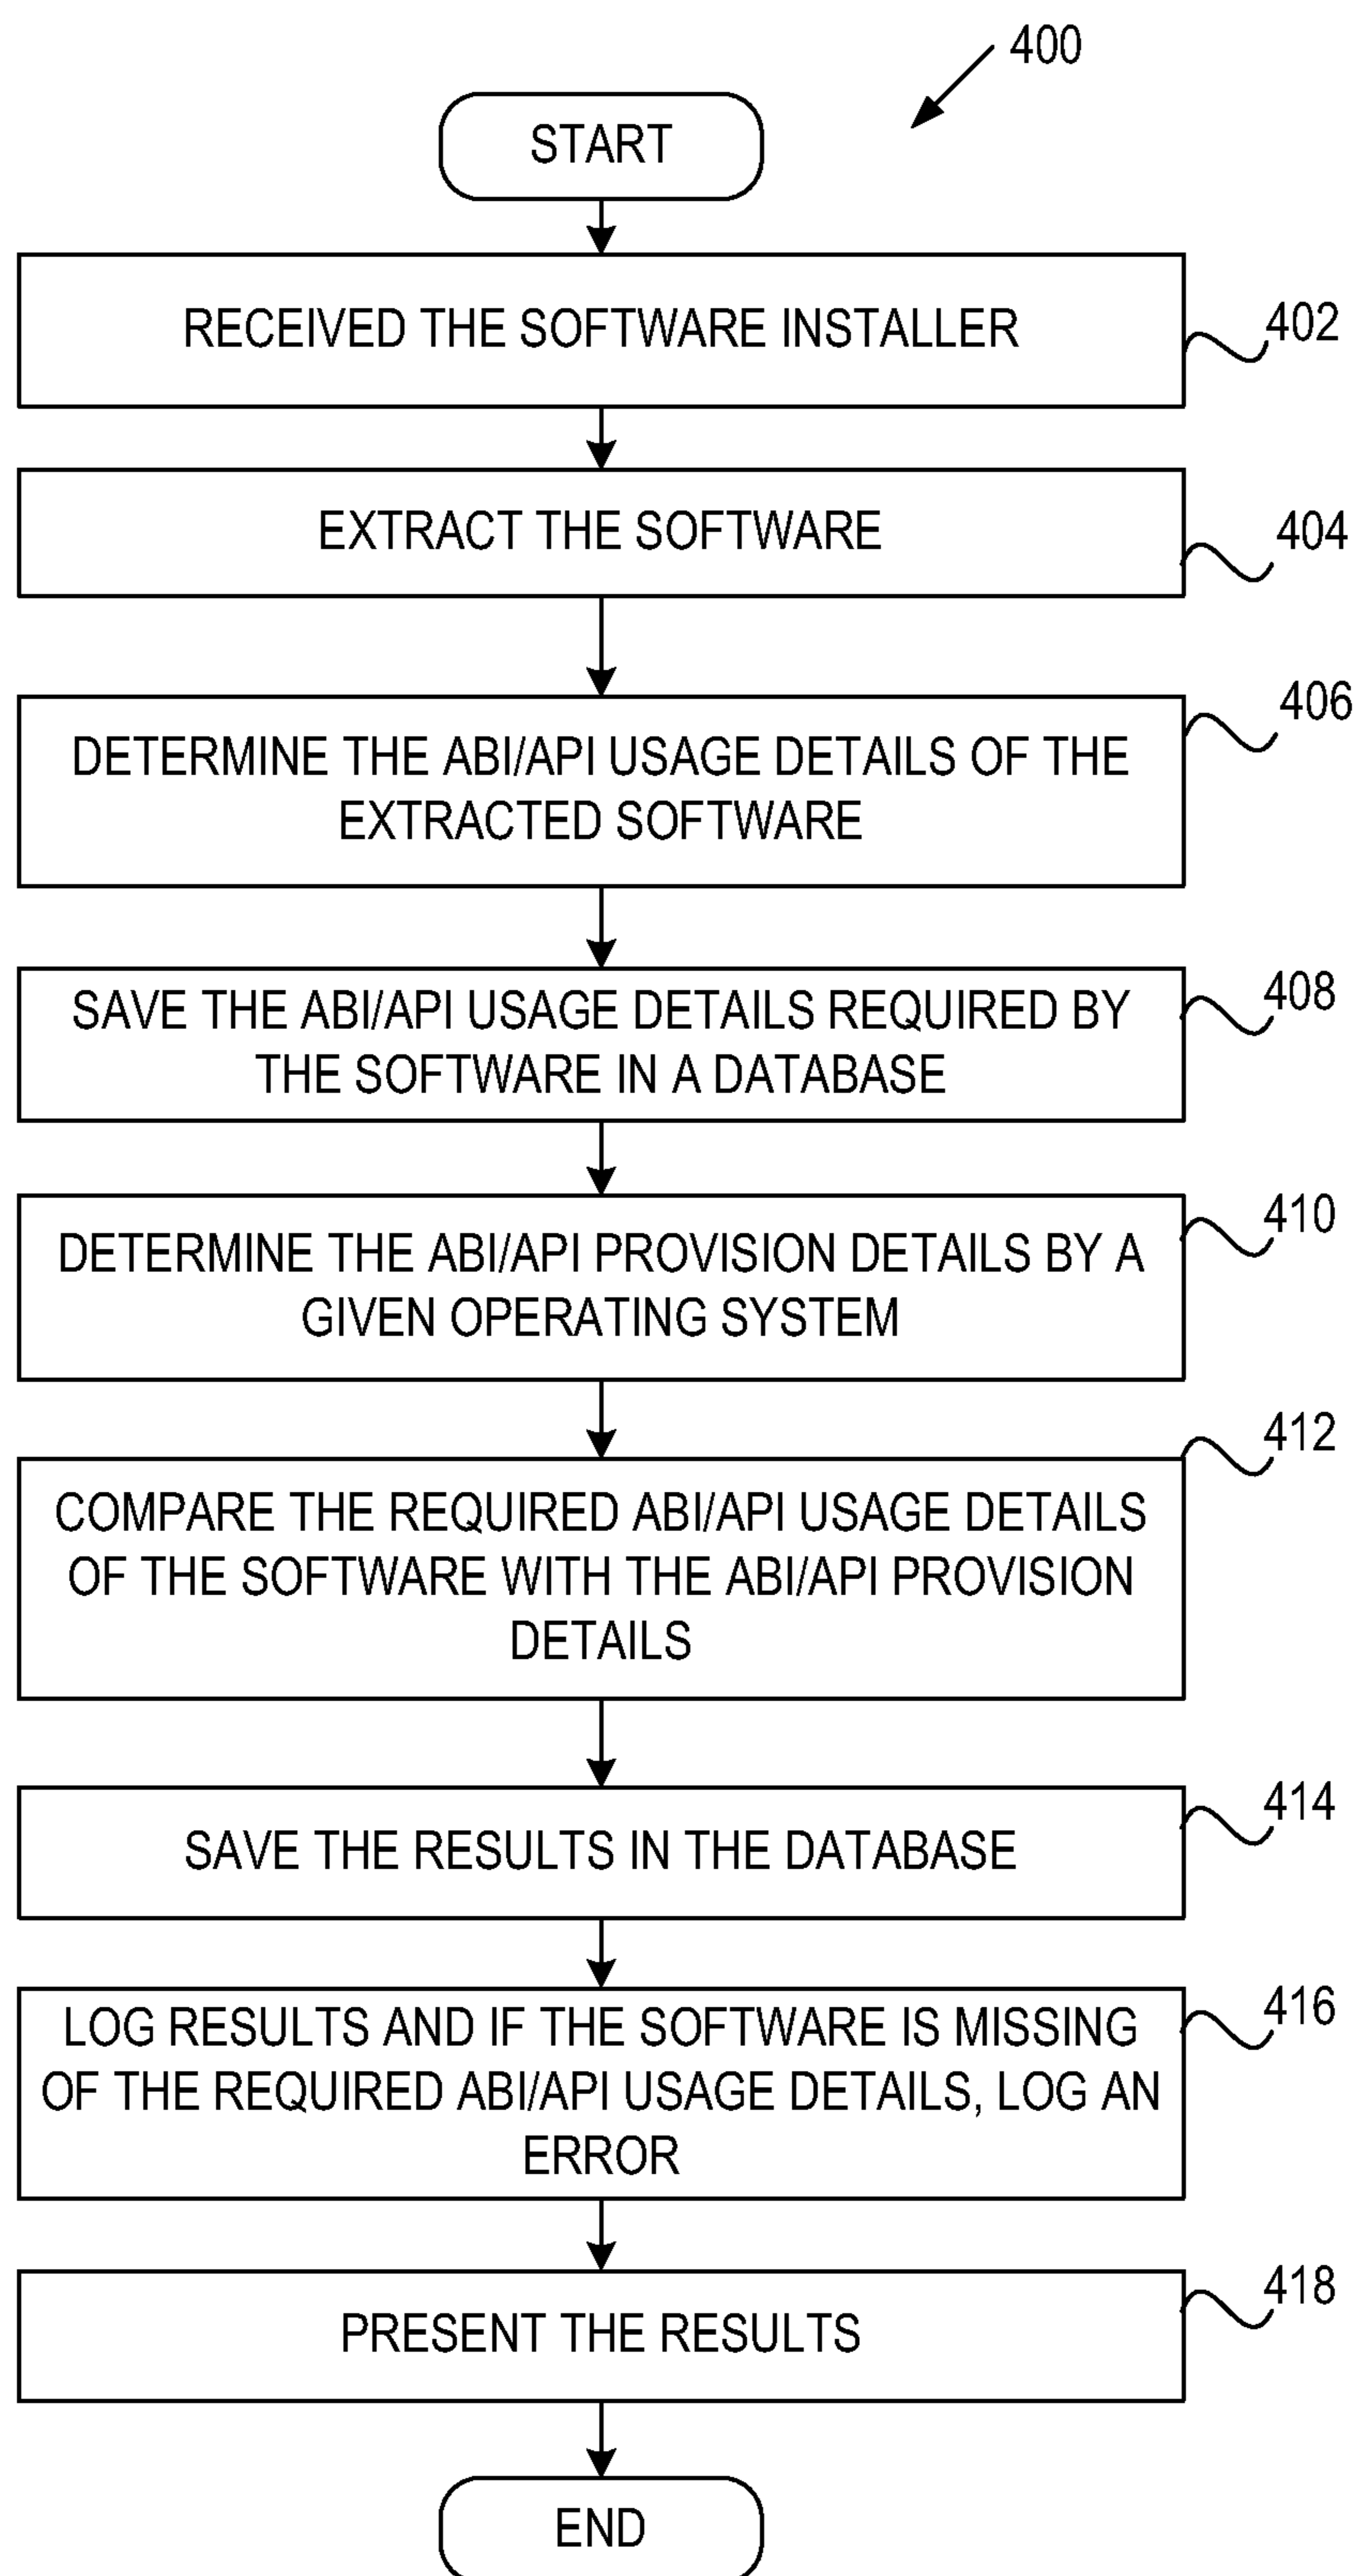 400
START
RECEIVED THE SOFTWARE INSTALLER
402
EXTRACT THE SOFTWARE
404
DETERMINE THE ABI/API USAGE DETAILS OF THE
EXTRACTED SOFTWARE
406
SAVE THE ABI/API USAGE DETAILS REQUIRED BY
THE SOFTWARE IN A DATABASE
408
DETERMINE THE ABI/API PROVISION DETAILS BY A
GIVEN OPERATING SYSTEM
410
COMPARE THE REQUIRED ABI/API USAGE DETAILS
OF THE SOFTWARE WITH THE ABI/API PROVISION
DETAILS
412
SAVE THE RESULTS IN THE DATABASE
414
LOG RESULTS AND IF THE SOFTWARE IS MISSING
OF THE REQUIRED ABI/API USAGE DETAILS, LOG AN
ERROR
416
PRESENT THE RESULTS
418
END